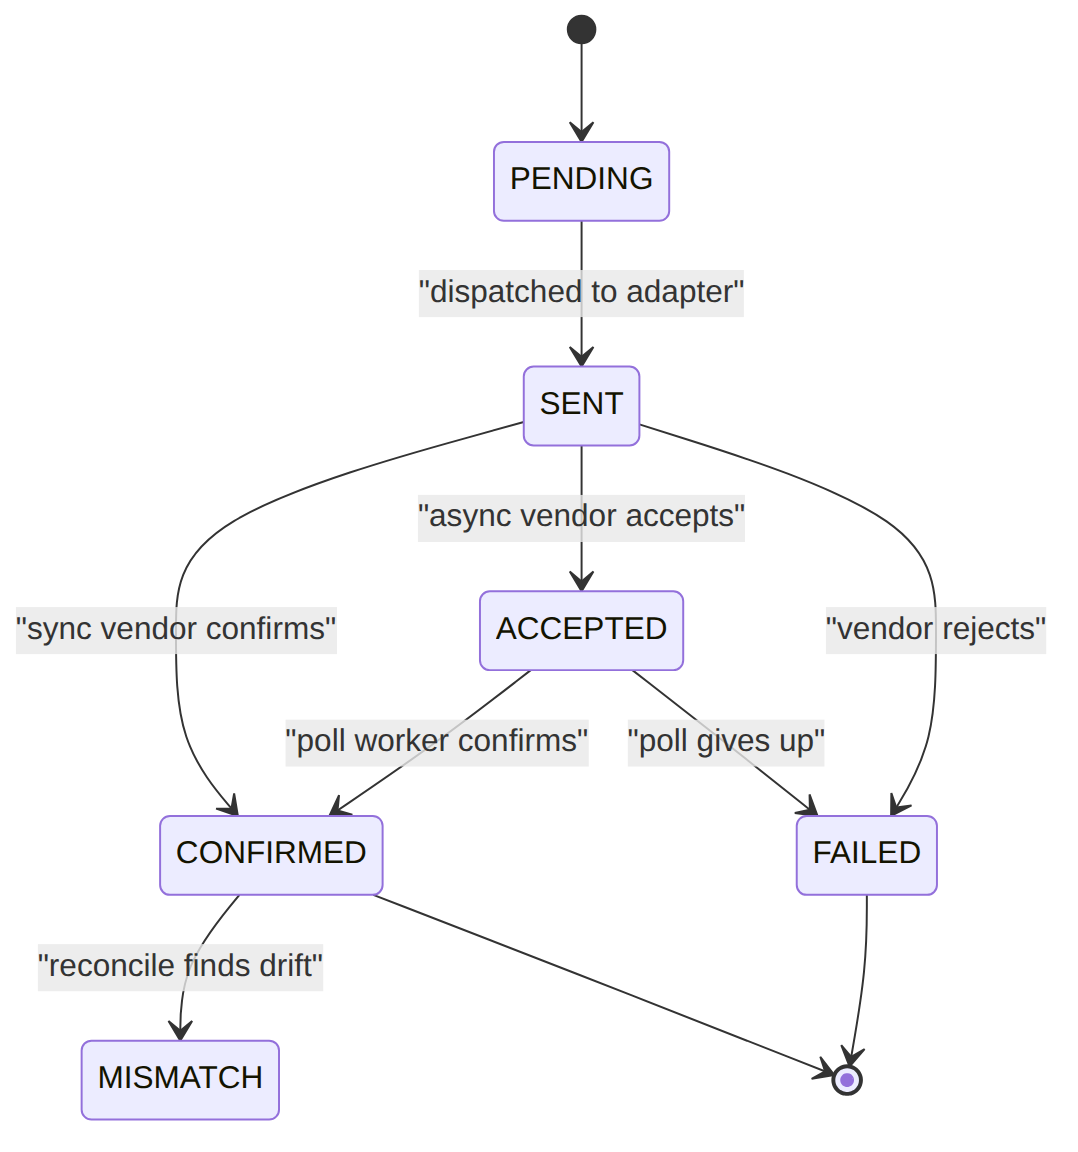 PENDING
"dispatched to adapter"
SENT
"async vendor accepts"
"sync vendor confirms"
ACCEPTED
"vendor rejects"
"poll worker confirms"
"poll gives up"
CONFIRMED
FAILED
"reconcile finds drift"
MISMATCH